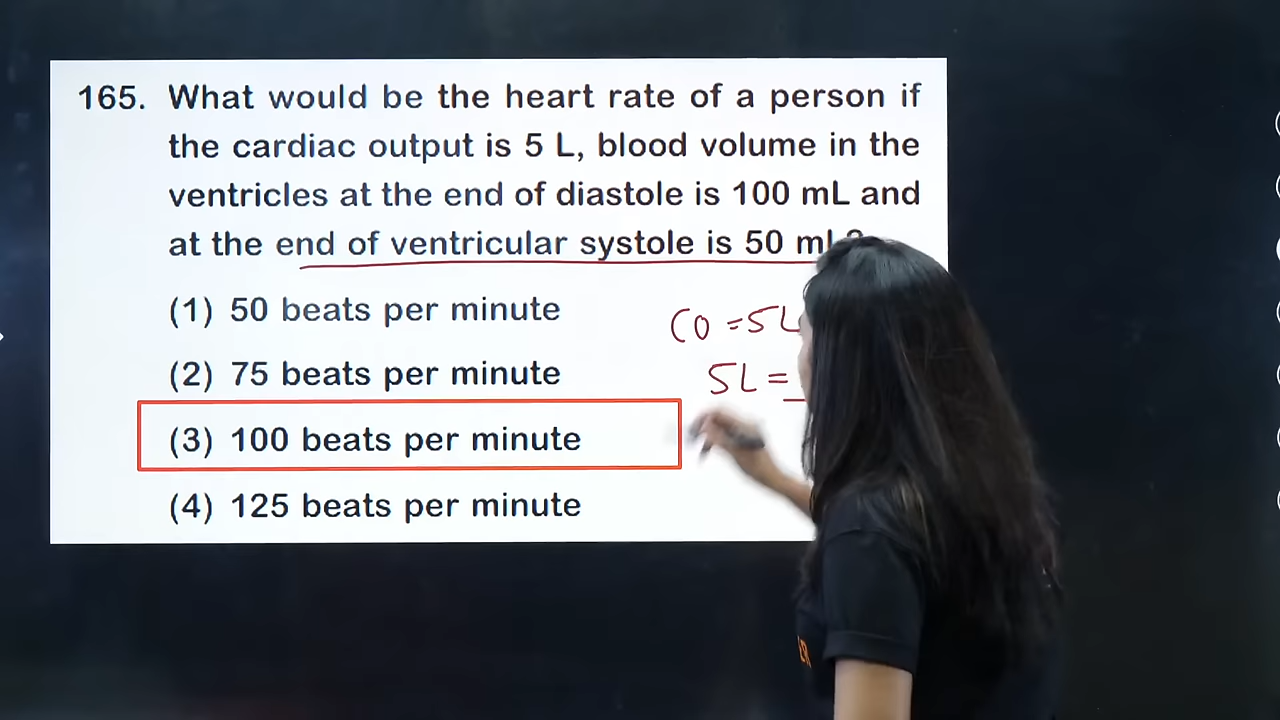 165. What would be the heart rate of a person if
the cardiac output is 5 L, blood volume in the
ventricles at the end of diastole is 100 mL and
at the end of ventricular systole is 50 mL?
(1) 50 beats per minute
CO = 5L
(2) 75 beats per minute
5L =
(3) 100 beats per minute
(4) 125 beats per minute